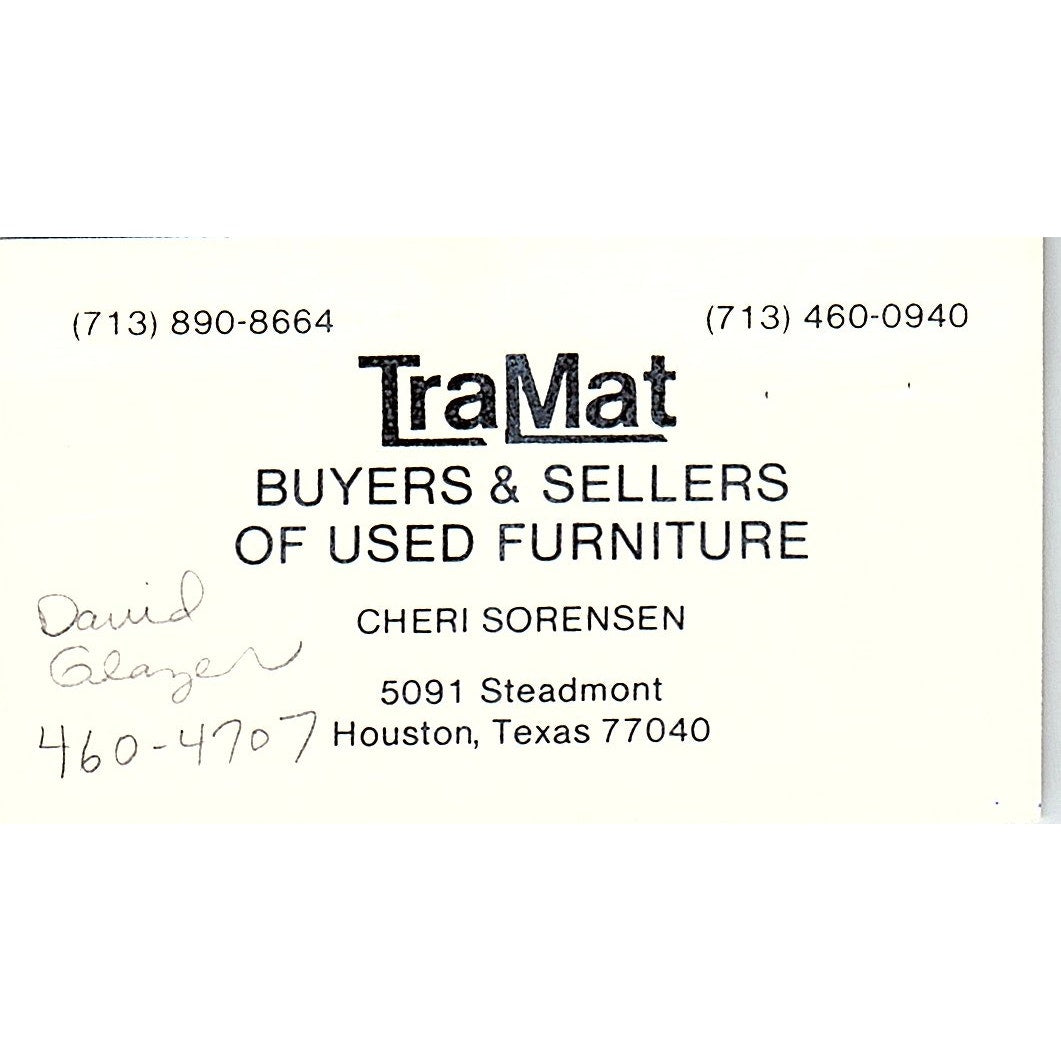 (713) 890-8664 (713) 460-0940
TraMat
BUYERS & SELLERS
OF USED FURNITURE
CHERI SORENSEN
5091 Steadmont
Houston, Texas 77040
David
Glazer
460-4707